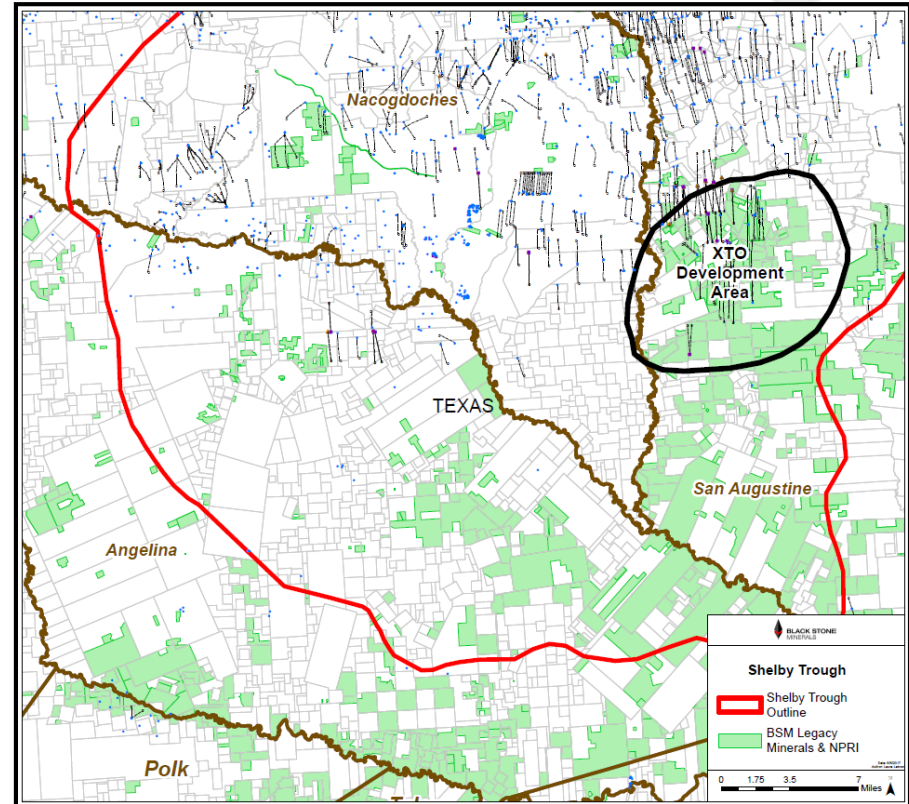 Nacogdoches
XTO
Development
Area
TEXAS
San Augustine
Angelina
Polk
BLACK STONE
MINERALS
Shelby Trough
Shelby Trough
Outline
BSM Legacy
Minerals & NPRI
0 1.75 3.5 7
Miles